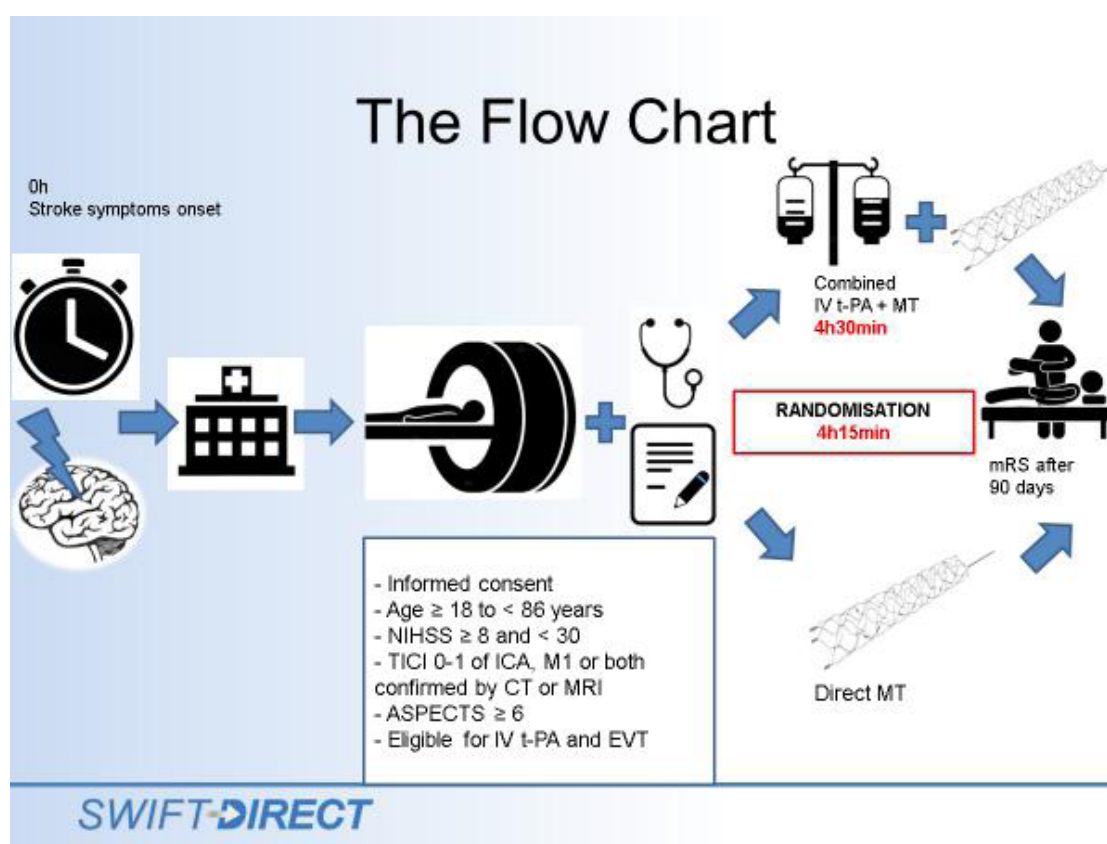 The Flow Chart
0h
Stroke symptoms onset
Combined
IV t-PA + MT
4h30min
RANDOMISATION
4h15min
mRS after
90 days
- Informed consent
- Age ≥ 18 to < 86 years
- NIHSS ≥ 8 and < 30
- TICI 0-1 of ICA, M1 or both
confirmed by CT or MRI
- ASPECTS ≥ 6
- Eligible for IV t-PA and EVT
Direct MT
SWIFT-DIRECT